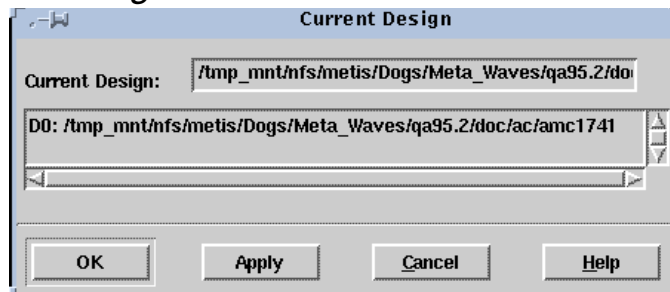 Current Design
Current Design: /tmp_mnt/nfs/metis/Dogs/Meta_Waves/qa95.2/do
D0: /tmp_mnt/nfs/metis/Dogs/Meta_Waves/qa95.2/doc/ac/amc1741
OK Apply Cancel Help